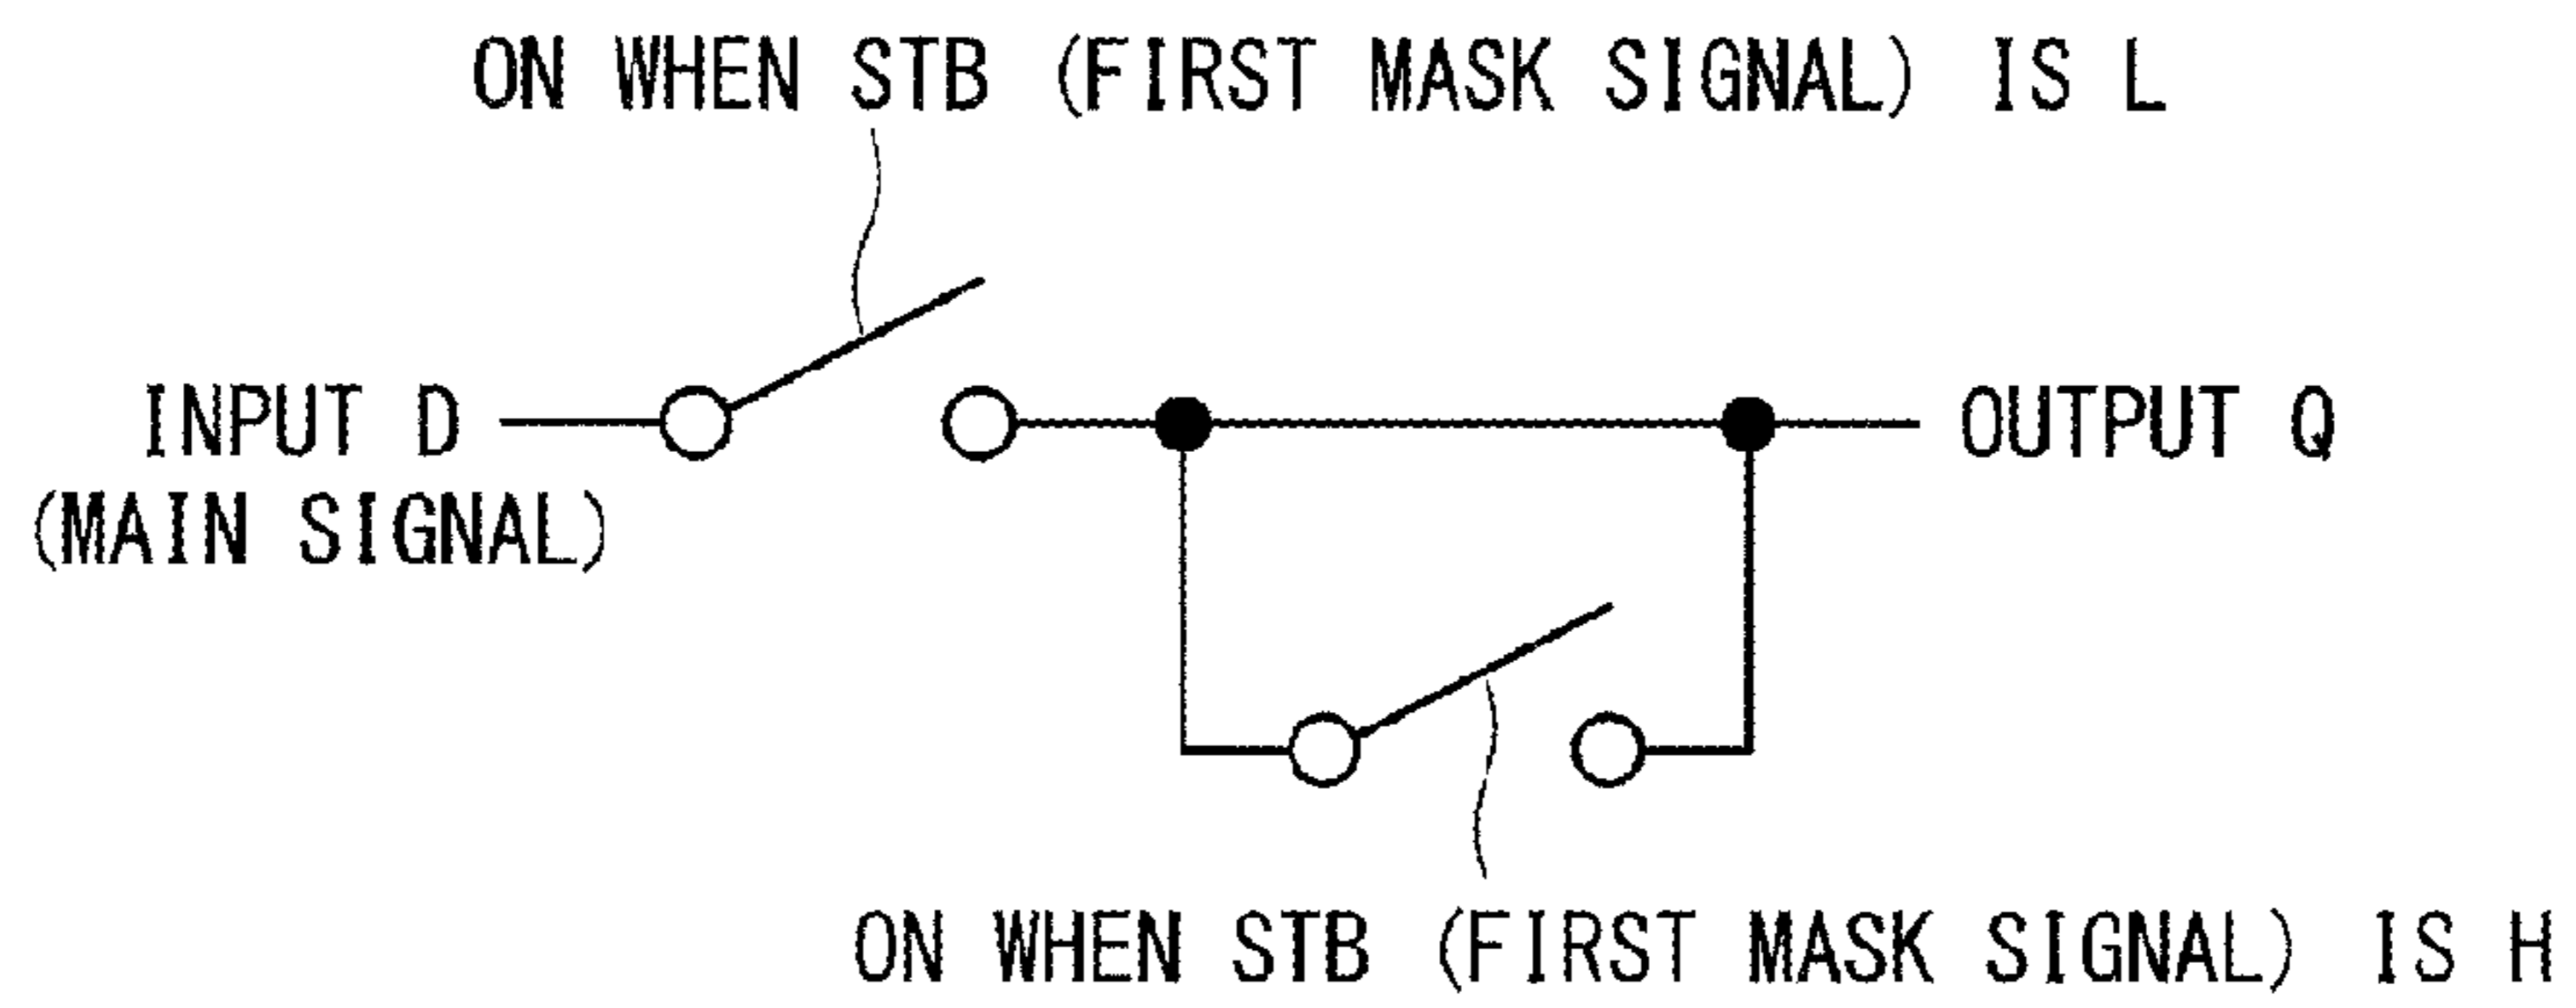 ON WHEN STB (FIRST MASK SIGNAL) IS L
INPUT D
(MAIN SIGNAL)
OUTPUT Q
ON WHEN STB (FIRST MASK SIGNAL) IS H